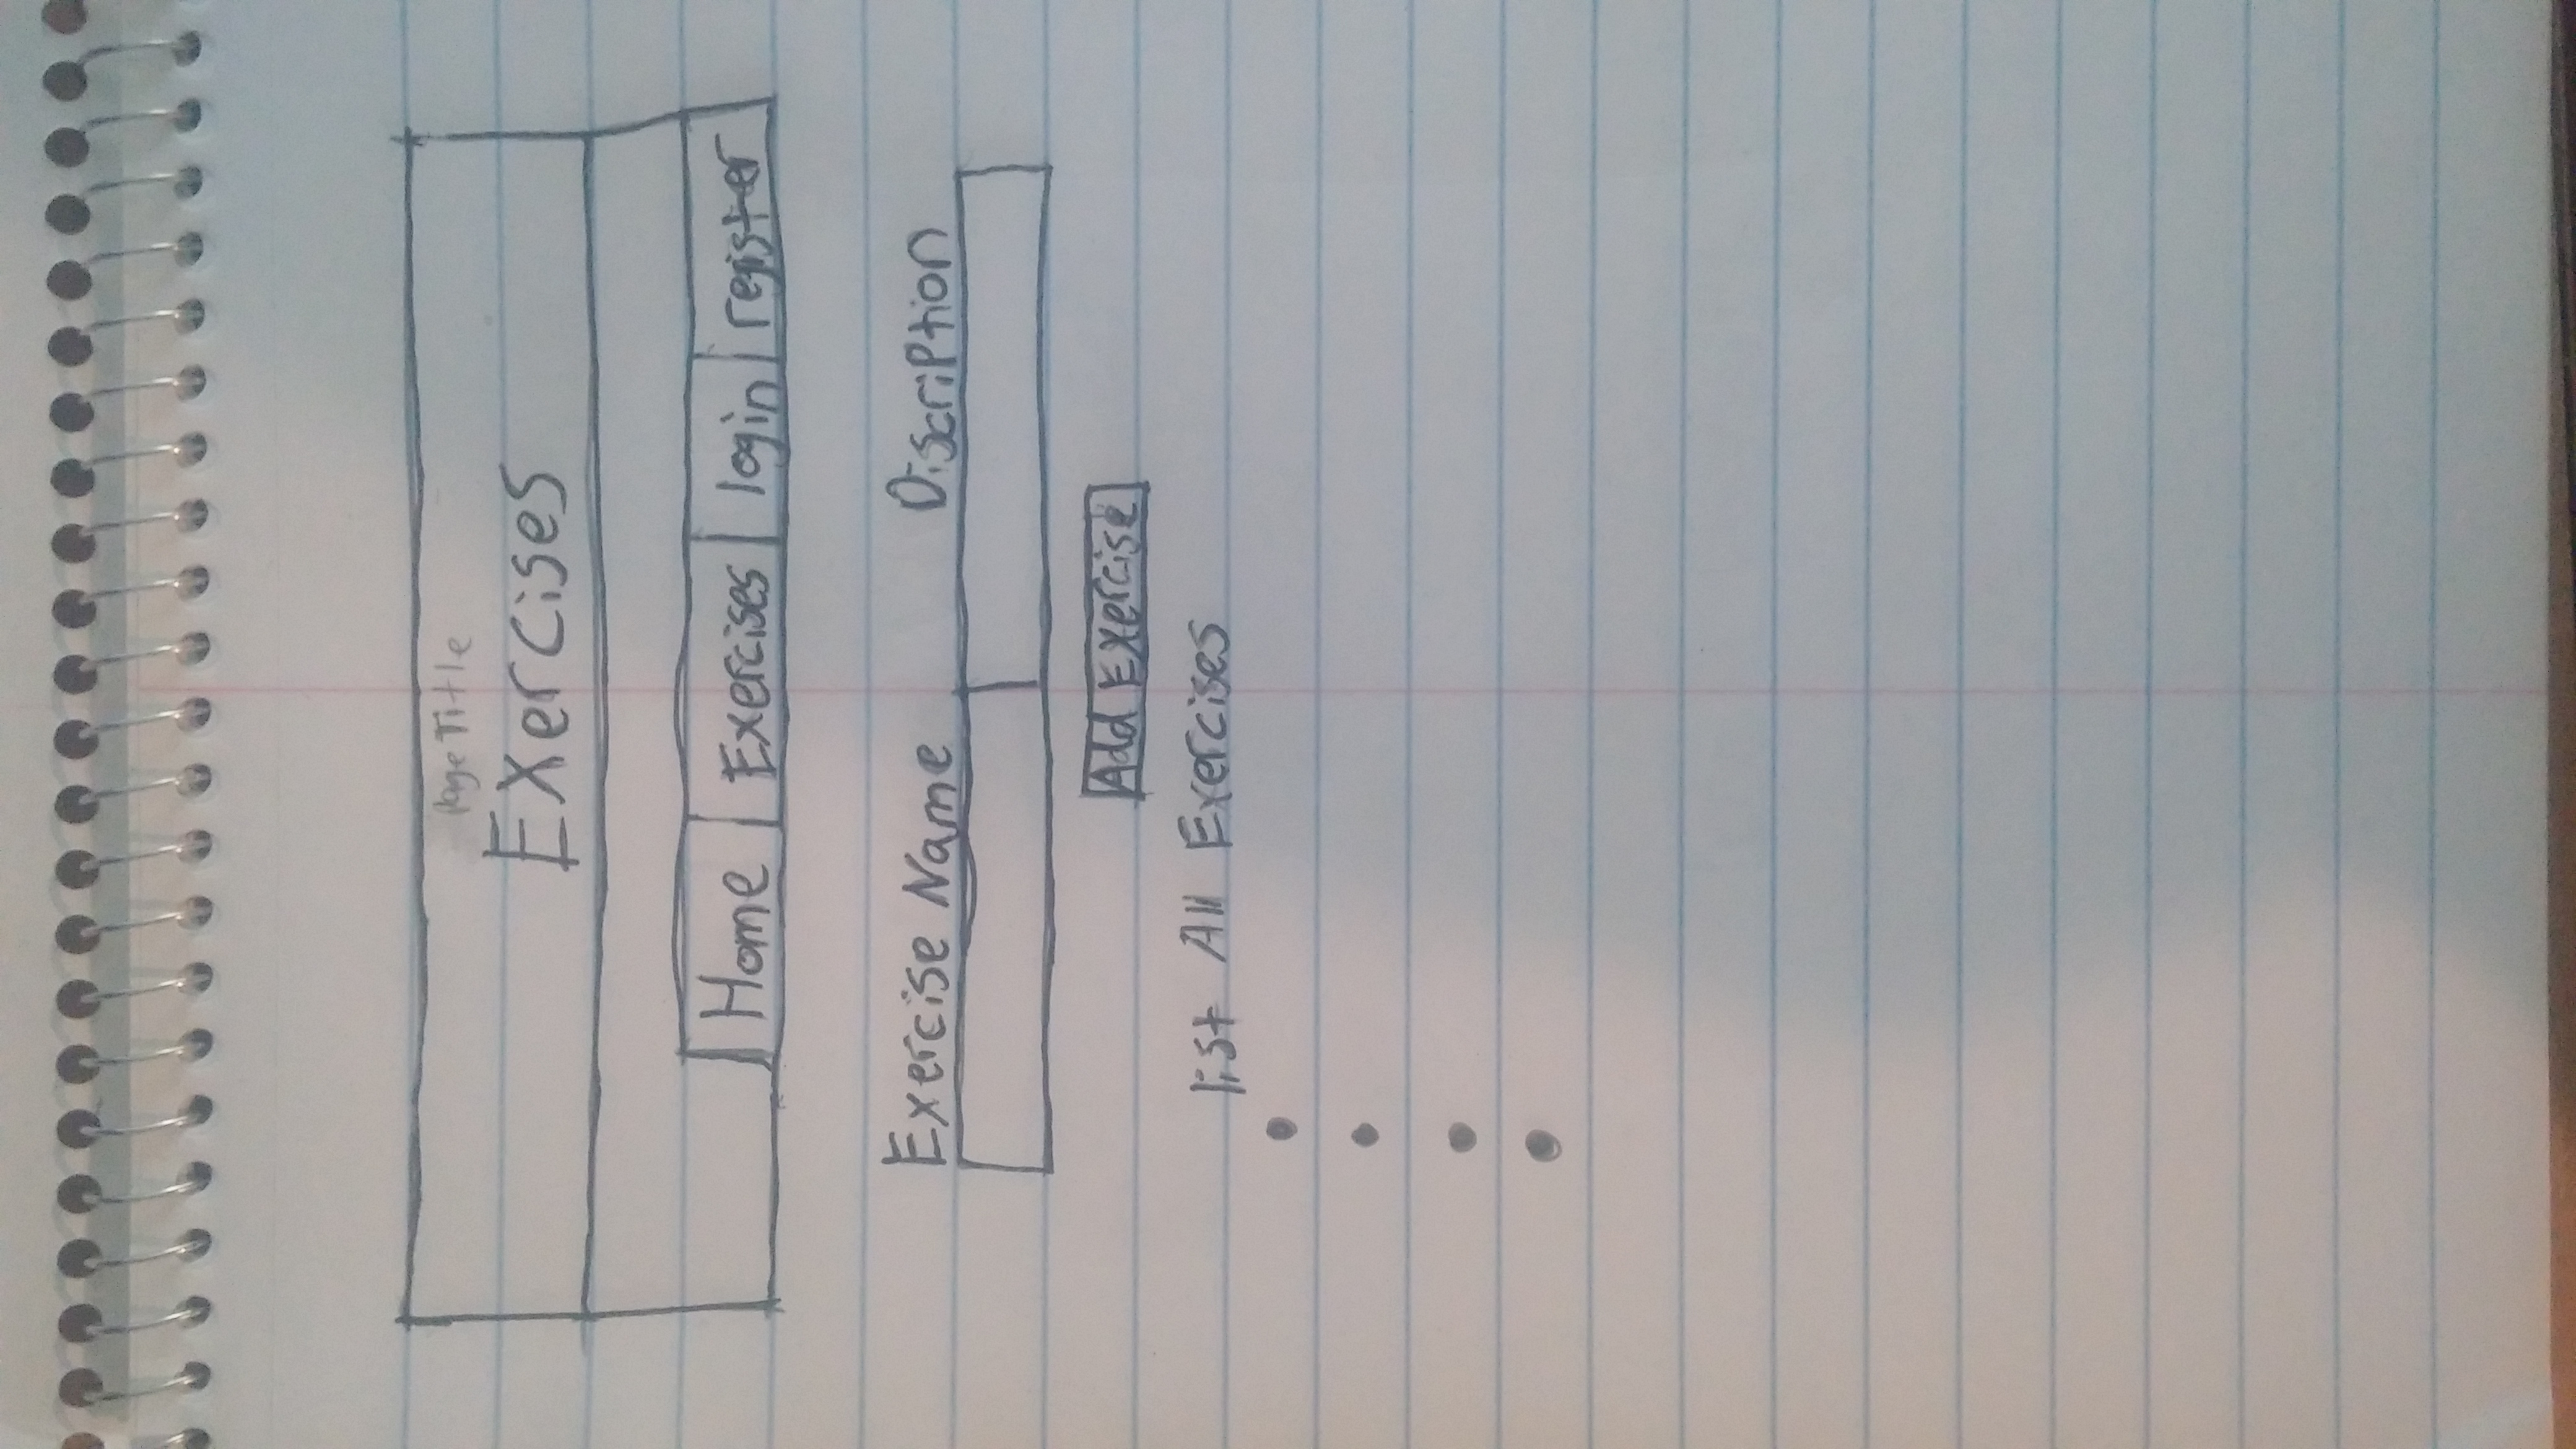 Page Title
Exercises
Home Exercises login register
Exercise Name Discription
Add Exercise
list All Exercises